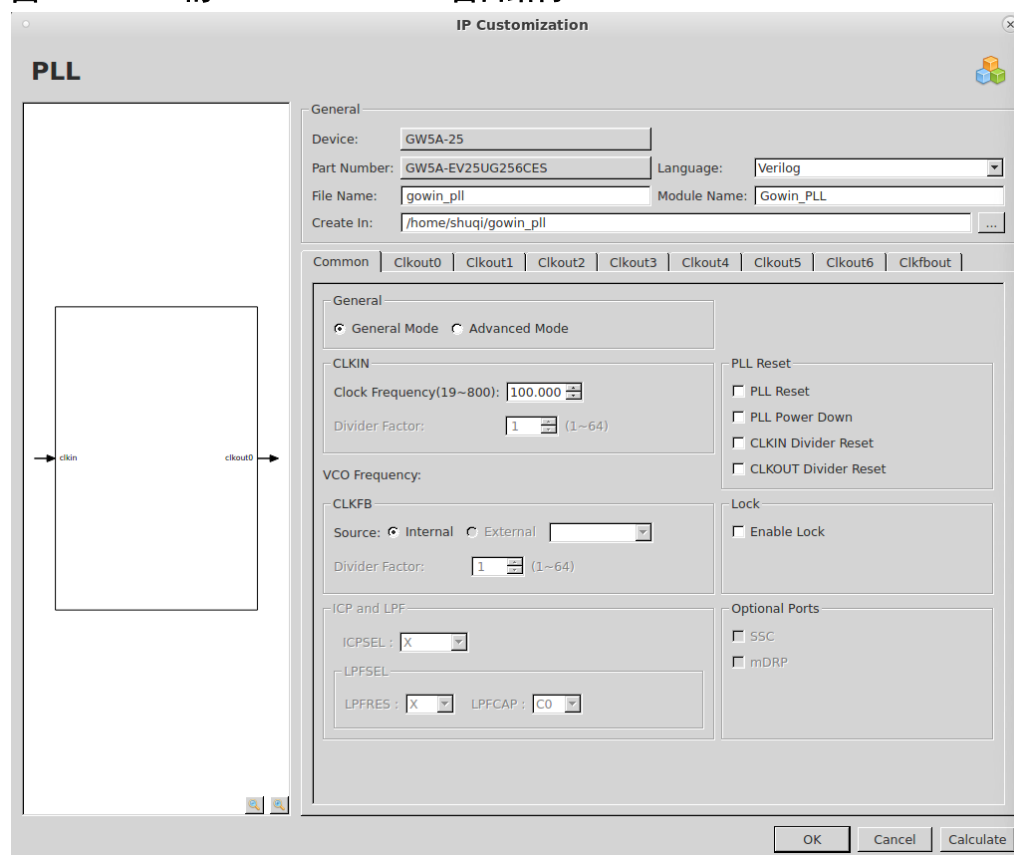 IP Customization
PLL
General
Device: GW5A-25
Part Number: GW5A-EV25UG256CES Language: Verilog
File Name: gowin_pll Module Name: Gowin_PLL
Create In: /home/shuqi/gowin_pll ...
Common Clkout0 Clkout1 Clkout2 Clkout3 Clkout4 Clkout5 Clkout6 Clkfbout
General
General Mode Advanced Mode
CLKIN PLL Reset
Clock Frequency(19~800): 100.000 PLL Reset
PLL Power Down
Divider Factor: 1 (1~64)
CLKIN Divider Reset
clkin clkout0
CLKOUT Divider Reset
VCO Frequency:
CLKFB Lock
Source: Internal External Enable Lock
Divider Factor: 1 (1~64)
ICP and LPF Optional Ports
ICPSEL : X SSC
mDRP
LPFSEL
LPFRES : X LPFCAP : C0
OK Cancel Calculate